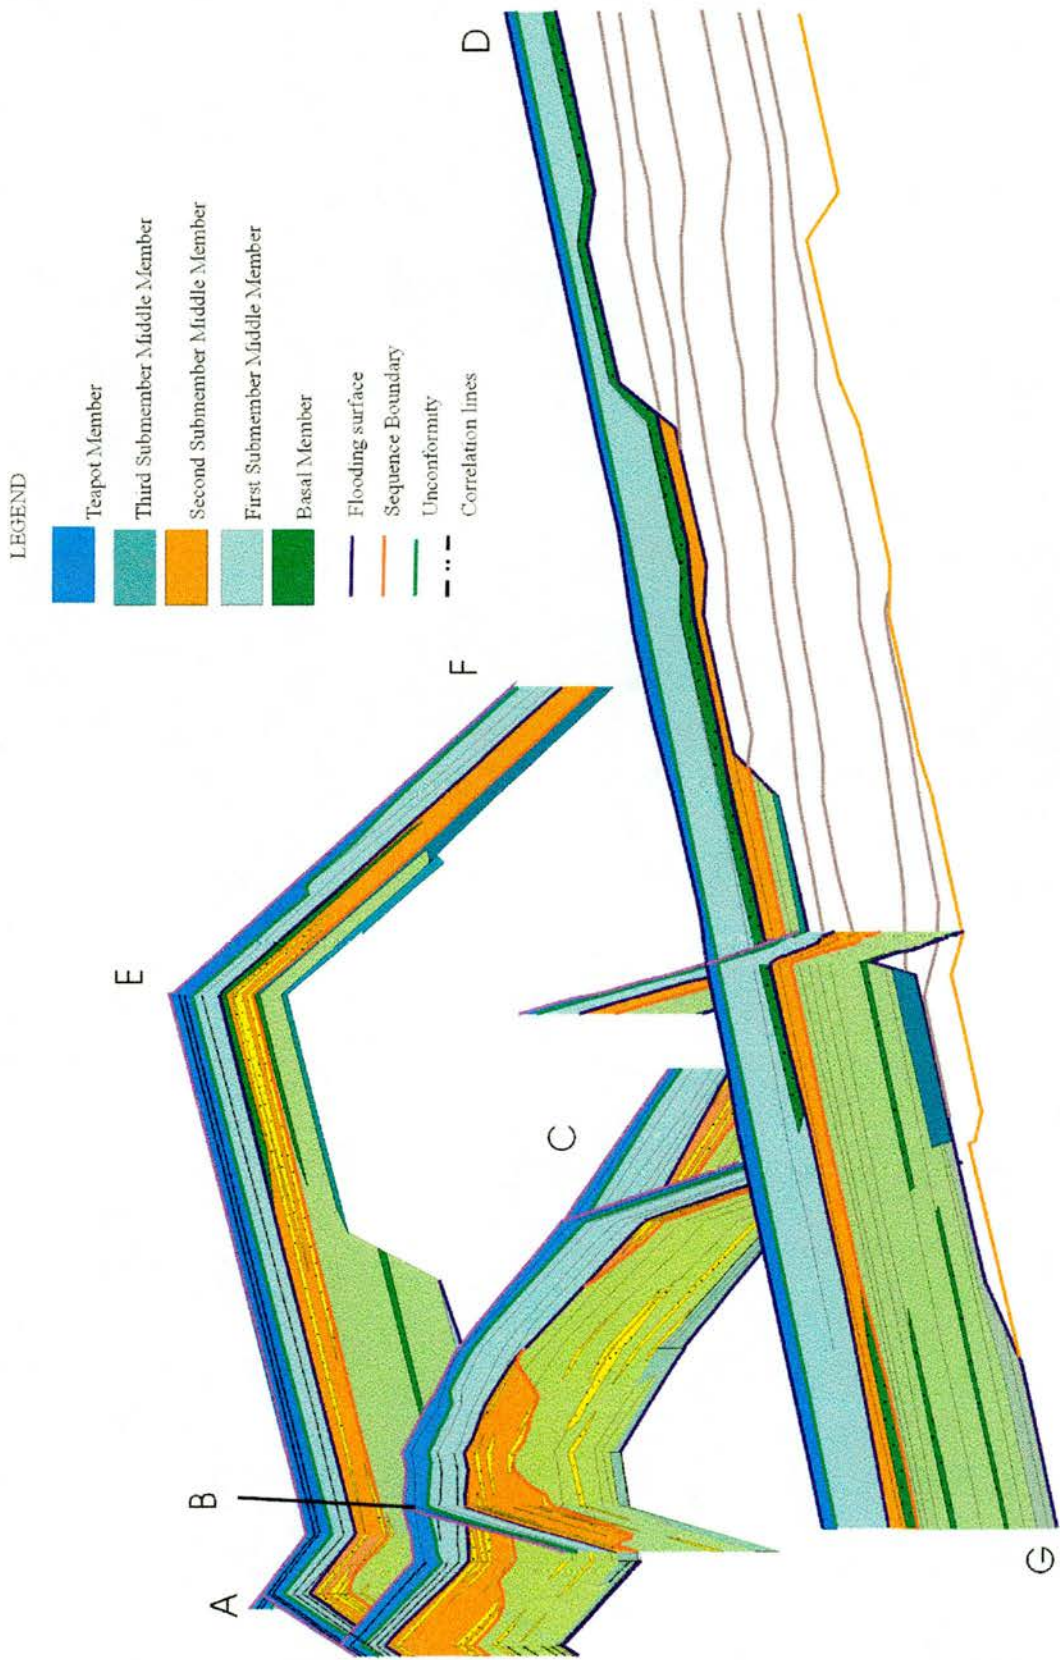 LEGEND
Teapot Member
Third Submember Middle Member
Second Submember Middle Member
First Submember Middle Member
Basal Member
Flooding surface
Sequence Boundary
Unconformity
Correlation lines
A
B
C
D
E
F
G